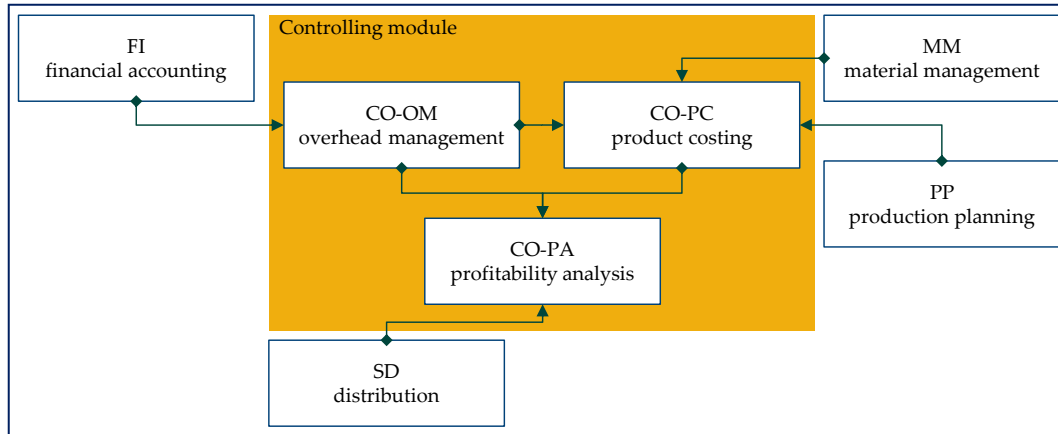 Controlling module
FI
financial accounting
MM
material management
CO-OM
overhead management
CO-PC
product costing
PP
production planning
CO-PA
profitability analysis
SD
distribution